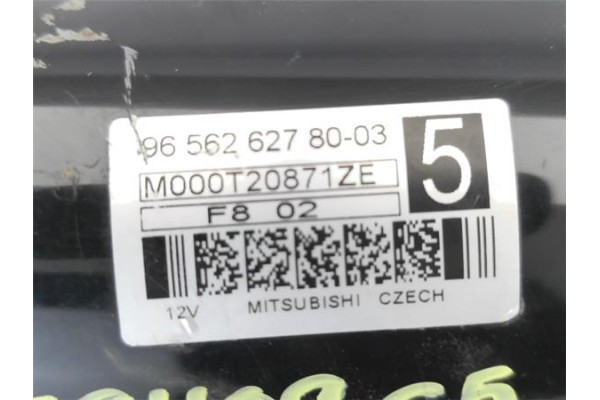 96 562 627 80-03
5
M000T20871ZE
F8 02
12V MITSUBISHI CZECH